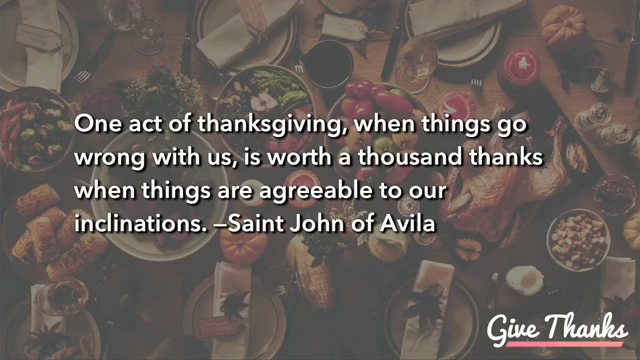 One act of thanksgiving, when things go
wrong with us, is worth a thousand thanks
when things are agreeable to our
inclinations. —Saint John of Avila
Give Thanks